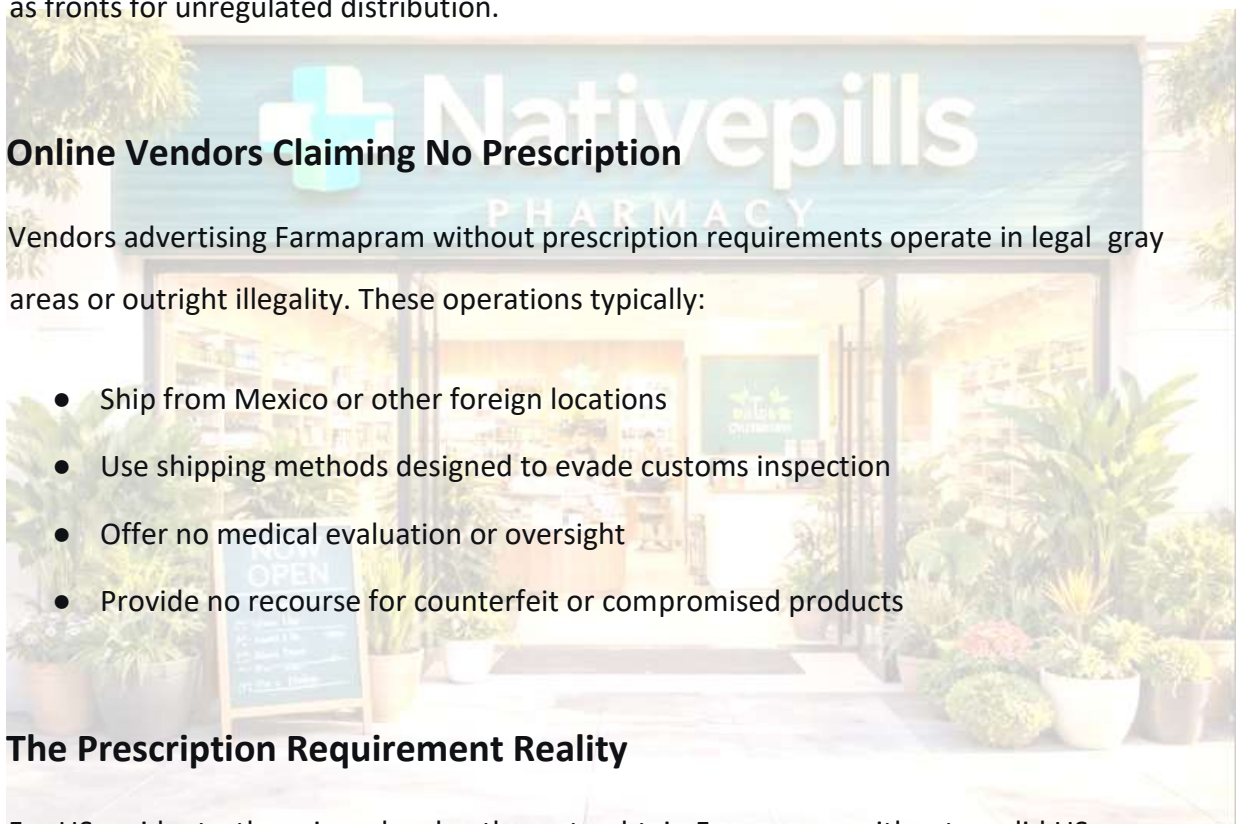 as fronts for unregulated distribution.
Nativepills
PHARMACY
Online Vendors Claiming No Prescription
Vendors advertising Farmapram without prescription requirements operate in legal gray
areas or outright illegality. These operations typically:
● Ship from Mexico or other foreign locations
● Use shipping methods designed to evade customs inspection
● Offer no medical evaluation or oversight
● Provide no recourse for counterfeit or compromised products
NOW
OPEN
The Prescription Requirement Reality